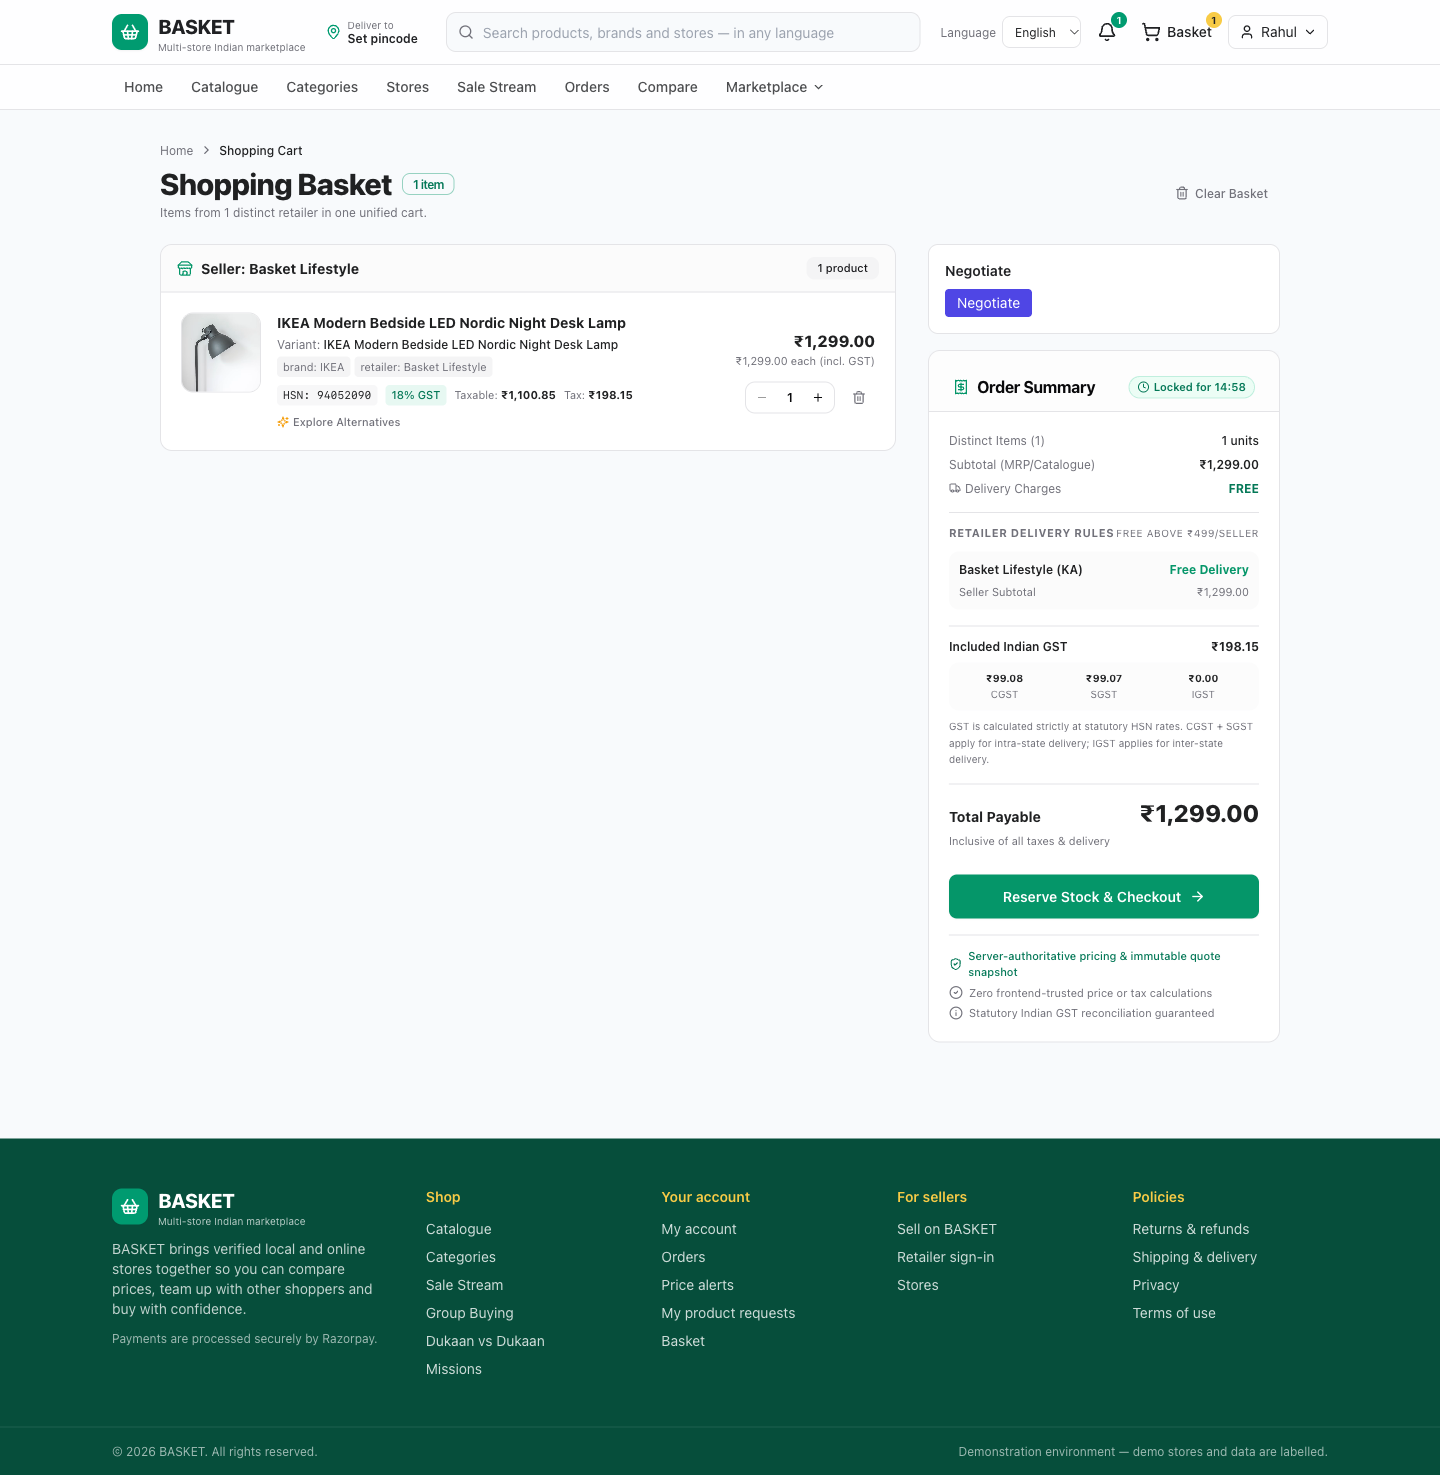 BASKET
Multi-store Indian marketplace
Deliver to
Set pincode
Search products, brands and stores — in any language
Language
English
1
Basket
1
Rahul
Home
Catalogue
Categories
Stores
Sale Stream
Orders
Compare
Marketplace
Home
Shopping Cart
Shopping Basket
1 item
Items from 1 distinct retailer in one unified cart.
Clear Basket
Seller: Basket Lifestyle
1 product
IKEA Modern Bedside LED Nordic Night Desk Lamp
Variant: IKEA Modern Bedside LED Nordic Night Desk Lamp
brand: IKEA
retailer: Basket Lifestyle
HSN: 94052090
18% GST
Taxable: ₹1,100.85
Tax: ₹198.15
Explore Alternatives
₹1,299.00
₹1,299.00 each (incl. GST)
1
Negotiate
Negotiate
Order Summary
Locked for 14:58
Distinct Items (1)
1 units
Subtotal (MRP/Catalogue)
₹1,299.00
Delivery Charges
FREE
RETAILER DELIVERY RULES
FREE ABOVE ₹499/SELLER
Basket Lifestyle (KA)
Free Delivery
Seller Subtotal
₹1,299.00
Included Indian GST
₹198.15
₹99.08
CGST
₹99.07
SGST
₹0.00
IGST
GST is calculated strictly at statutory HSN rates. CGST + SGST
apply for intra-state delivery; IGST applies for inter-state
delivery.
Total Payable
₹1,299.00
Inclusive of all taxes & delivery
Reserve Stock & Checkout
Server-authoritative pricing & immutable quote
snapshot
Zero frontend-trusted price or tax calculations
Statutory Indian GST reconciliation guaranteed
BASKET
Multi-store Indian marketplace
BASKET brings verified local and online
stores together so you can compare
prices, team up with other shoppers and
buy with confidence.
Payments are processed securely by Razorpay.
Shop
Catalogue
Categories
Sale Stream
Group Buying
Dukaan vs Dukaan
Missions
Your account
My account
Orders
Price alerts
My product requests
Basket
For sellers
Sell on BASKET
Retailer sign-in
Stores
Policies
Returns & refunds
Shipping & delivery
Privacy
Terms of use
© 2026 BASKET. All rights reserved.
Demonstration environment — demo stores and data are labelled.